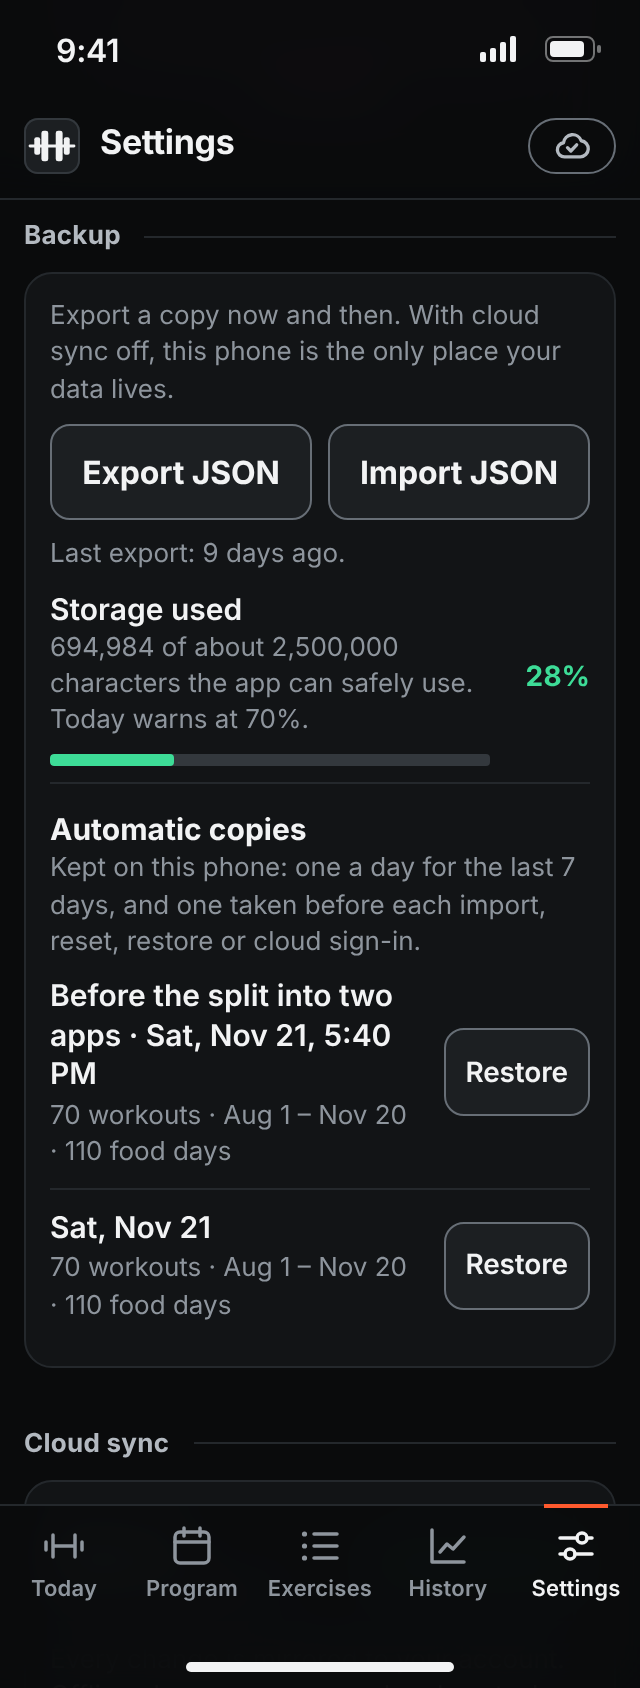 9:41
Settings
Backup
Export a copy now and then. With cloud
sync off, this phone is the only place your
data lives.
Export JSON
Import JSON
Last export: 9 days ago.
Storage used
694,984 of about 2,500,000
characters the app can safely use.
Today warns at 70%.
28%
Automatic copies
Kept on this phone: one a day for the last 7
days, and one taken before each import,
reset, restore or cloud sign-in.
Before the split into two
apps · Sat, Nov 21, 5:40
PM
70 workouts · Aug 1 – Nov 20
· 110 food days
Restore
Sat, Nov 21
70 workouts · Aug 1 – Nov 20
· 110 food days
Restore
Cloud sync
Today
Program
Exercises
History
Settings